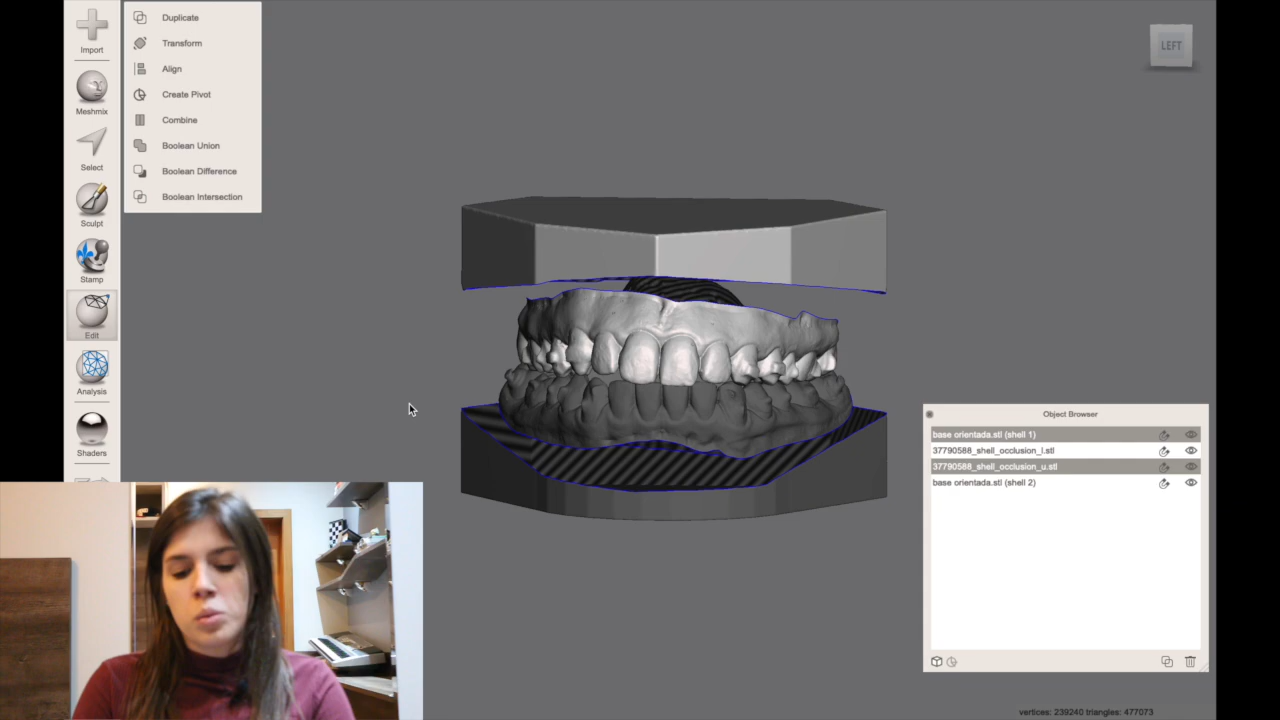 Import
Meshmix
Select
Sculpt
Stamp
Edit
Analysis
Shaders
Duplicate
Transform
Align
Create Pivot
Combine
Boolean Union
Boolean Difference
Boolean Intersection
LEFT
Object Browser
base orientada.stl (shell 1)
37790588_shell_occlusion_l.stl
37790588_shell_occlusion_u.stl
base orientada.stl (shell 2)
vertices: 239240 triangles: 477073